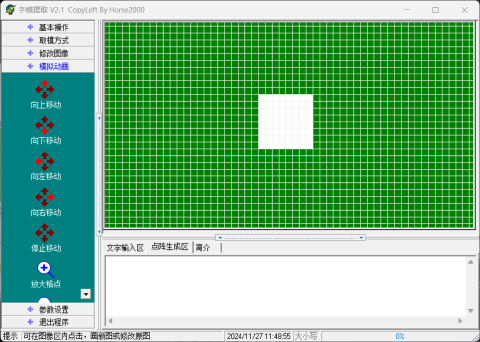 字模提取 V2.1 CopyLeft By Horse2000
基本操作
取模方式
修改图像
模拟动画
向上移动
向下移动
向左移动
向右移动
停止移动
放大格点
参数设置
退出程序
文字输入区 点阵生成区 简介
提示 可在图像区内点击，画新图或修改原图 2024/11/27 11:48:55 大小写 0%